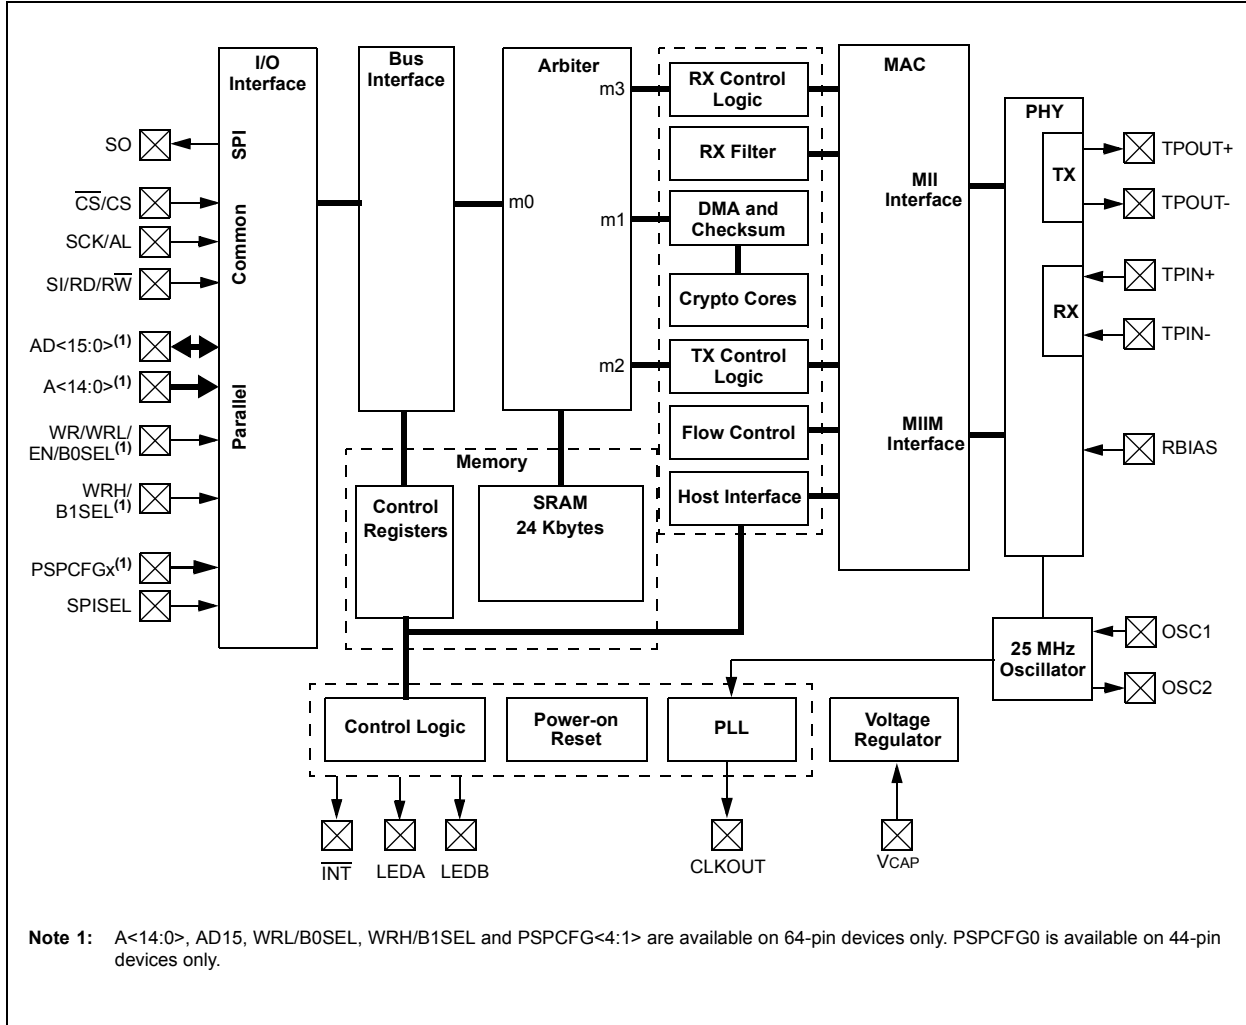 I/O
Interface
SPI
Common
Parallel
Bus
Interface
Arbiter
m3
m0
m1
m2
RX Control
Logic
RX Filter
DMA and
Checksum
Crypto Cores
TX Control
Logic
Flow Control
Host Interface
MAC
MII
Interface
MIIM
Interface
PHY
TX
RX
SO
C̅S̅/CS
SCK/AL
SI/RD/RW̅
AD<15:0>(1)
A<14:0>(1)
WR/WRL/
EN/B0SEL(1)
WRH/
B1SEL(1)
PSPCFGx(1)
SPISEL
TPOUT+
TPOUT-
TPIN+
TPIN-
RBIAS
Memory
Control
Registers
SRAM
24 Kbytes
25 MHz
Oscillator
OSC1
OSC2
Control Logic
Power-on
Reset
PLL
Voltage
Regulator
I̅N̅T̅
LEDA
LEDB
CLKOUT
VCAP
Note 1: A<14:0>, AD15, WRL/B0SEL, WRH/B1SEL and PSPCFG<4:1> are available on 64-pin devices only. PSPCFG0 is available on 44-pin
devices only.